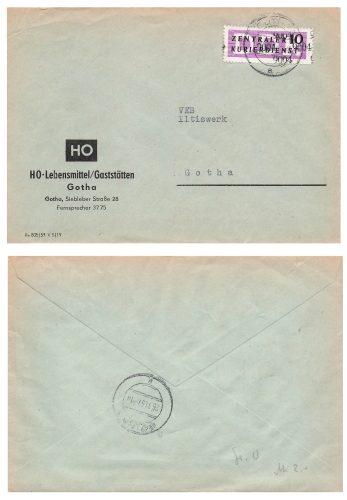 ZENTRALER 10
KURIERDIENST
VEB
Iltiswerk
HO
HO-Lebensmittel/Gaststätten
Gotha
Gotha, Siebleber Straße 28
Fernsprecher 3775
Gotha